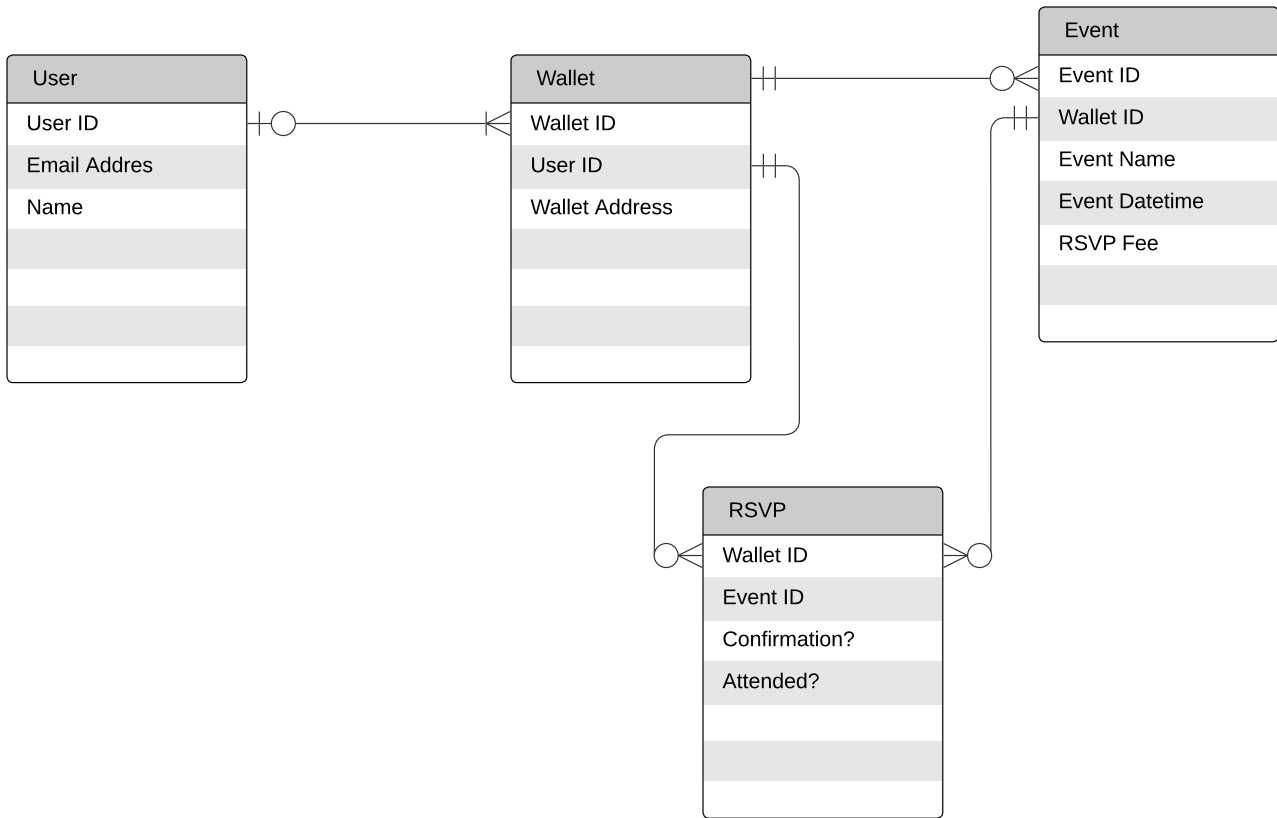 User
User ID
Email Addres
Name
Wallet
Wallet ID
User ID
Wallet Address
Event
Event ID
Wallet ID
Event Name
Event Datetime
RSVP Fee
RSVP
Wallet ID
Event ID
Confirmation?
Attended?